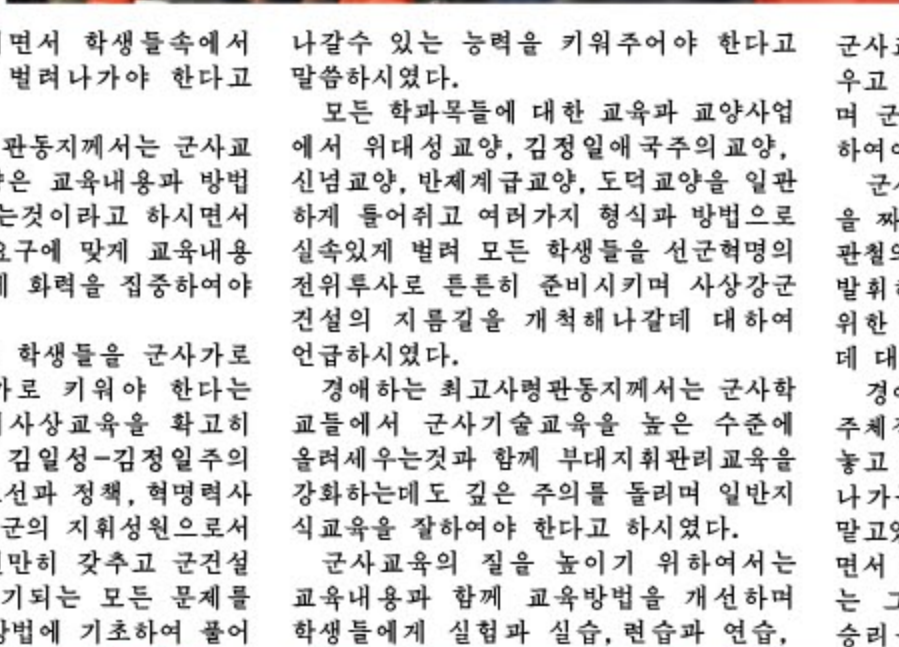 면서 학생들속에서
벌려나가야 한다고
관동지께서는 군사교
은 교육내용과 방법
는것이라고 하시면서
요구에 맞게 교육내용
화력을 집중하여야
학생들을 군사가로
가로 키워야 한다는
사상교육을 확고히
김일성-김정일주의
선과 정책, 혁명력사
군의 지휘성원으로서
만히 갖추고 군건설
기되는 모든 문제를
방법에 기초하여 풀어
나갈수 있는 능력을 키워주어야 한다고
말씀하시였다.
모든 학과목들에 대한 교육과 교양사업
에서 위대성교양, 김정일애국주의교양,
신념교양, 반제계급교양, 도덕교양을 일관
하게 틀어쥐고 여러가지 형식과 방법으로
실속있게 벌려 모든 학생들을 선군혁명의
전위투사로 튼튼히 준비시키며 사상강군
건설의 지름길을 개척해나갈데 대하여
언급하시였다.
경애하는 최고사령관동지께서는 군사학
교들에서 군사기술교육을 높은 수준에
올려세우는것과 함께 부대지휘관리교육을
강화하는데도 깊은 주의를 돌리며 일반지
식교육을 잘하여야 한다고 하시였다.
군사교육의 질을 높이기 위하여서는
교육내용과 함께 교육방법을 개선하며
학생들에게 실험과 실습, 련습과 연습,
군사
우고
며 군
하여
군
을 짜
관철
발휘
위한
데 대
경
주체
놓고
나가
맡고
면서
는 그
승리